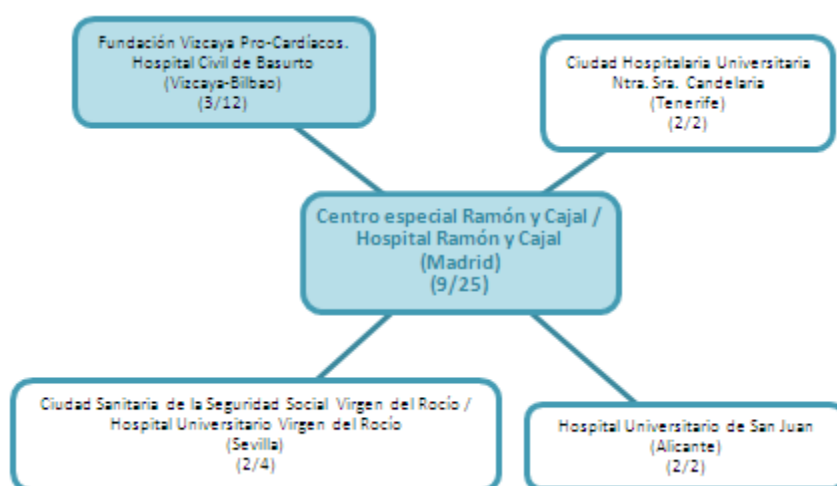 Fundación Vizcaya Pro-Cardíacos.
Hospital Civil de Basurto
(Vizcaya-Bilbao)
(3/12)
Ciudad Hospitalaria Universitaria
Ntra. Sra. Candelaria
(Tenerife)
(2/2)
Centro especial Ramón y Cajal /
Hospital Ramón y Cajal
(Madrid)
(9/25)
Ciudad Sanitaria de la Seguridad Social Virgen del Rocío /
Hospital Universitario Virgen del Rocío
(Sevilla)
(2/4)
Hospital Universitario de San Juan
(Alicante)
(2/2)